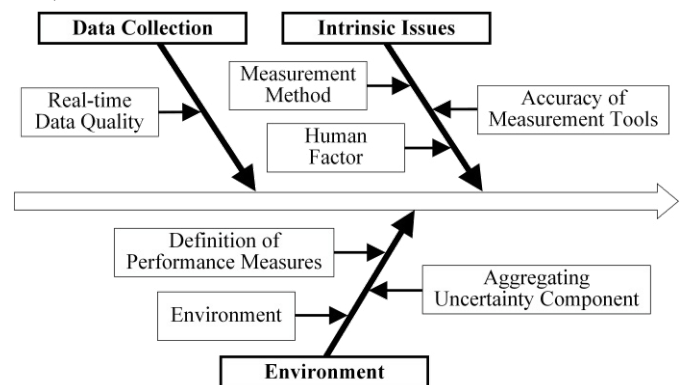 Data Collection
Intrinsic Issues
Measurement
Method
Real-time
Data Quality
Accuracy of
Measurement Tools
Human
Factor
Definition of
Performance Measures
Aggregating
Uncertainty Component
Environment
Environment